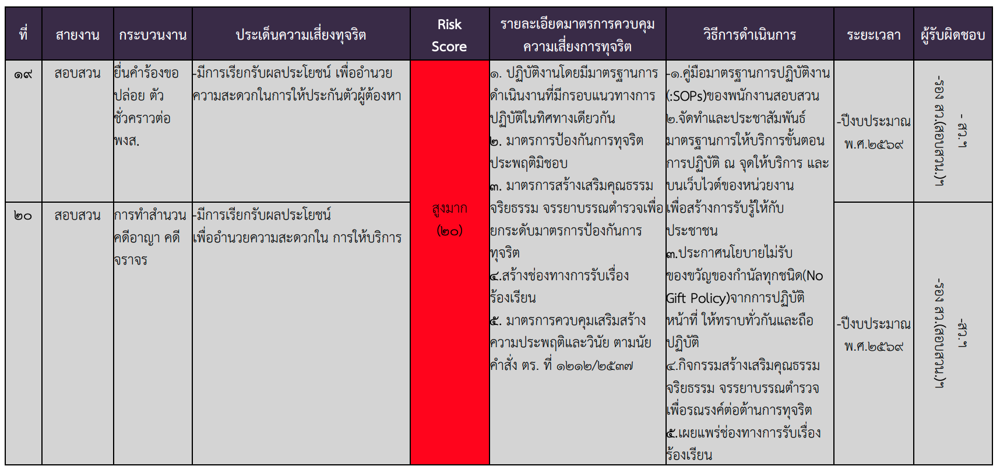 ที่
สายงาน
กระบวนงาน
ประเด็นความเสี่ยงทุจริต
Risk
Score
รายละเอียดมาตรการควบคุม
ความเสี่ยงการทุจริต
วิธีการดำเนินการ
ระยะเวลา
ผู้รับผิดชอบ
๑๙
สอบสวน
ยื่นคำร้องขอ
ปล่อย ตัว
ชั่วคราวต่อ
พงส.
-มีการเรียกรับผลประโยชน์ เพื่ออำนวย
ความสะดวกในการให้ประกันตัวผู้ต้องหา
สูงมาก
(๒๐)
๑. ปฏิบัติงานโดยมีมาตรฐานการ
ดำเนินงานที่มีกรอบแนวทางการ
ปฏิบัติในทิศทางเดียวกัน
๒. มาตรการป้องกันการทุจริต
ประพฤติมิชอบ
๓. มาตรการสร้างเสริมคุณธรรม
จริยธรรม จรรยาบรรณตำรวจเพื่อ
ยกระดับมาตรการป้องกันการ
ทุจริต
๔.สร้างช่องทางการรับเรื่อง
ร้องเรียน
๕. มาตรการควบคุมเสริมสร้าง
ความประพฤติและวินัย ตามนัย
คำสั่ง ตร. ที่ ๑๒๑๒/๒๕๓๗
-๑.คู่มือมาตรฐานการปฏิบัติงาน
(:SOPs)ของพนักงานสอบสวน
๒.จัดทำและประชาสัมพันธ์
มาตรฐานการให้บริการขั้นตอน
การปฏิบัติ ณ จุดให้บริการ และ
บนเว็บไวต์ของหน่วยงาน
เพื่อสร้างการรับรู้ให้กับ
ประชาชน
๓.ประกาศนโยบายไม่รับ
ของขวัญของกำนัลทุกชนิด(No
Gift Policy)จากการปฏิบัติ
หน้าที่ ให้ทราบทั่วกันและถือ
ปฏิบัติ
๔.กิจกรรมสร้างเสริมคุณธรรม
จริยธรรม จรรยาบรรณตำรวจ
เพื่อรณรงค์ต่อต้านการทุจริต
๕.เผยแพร่ช่องทางการรับเรื่อง
ร้องเรียน
-ปีงบประมาณ
พ.ศ.๒๕๖๙
- สว.ฯ
-รอง สว.(สอบสวน.)ฯ
๒๐
สอบสวน
การทำสำนวน
คดีอาญา คดี
จราจร
-มีการเรียกรับผลประโยชน์
เพื่ออำนวยความสะดวกใน การให้บริการ
-ปีงบประมาณ
พ.ศ.๒๕๖๙
-สว.ฯ
-รอง สว.(สอบสวน.)ฯ